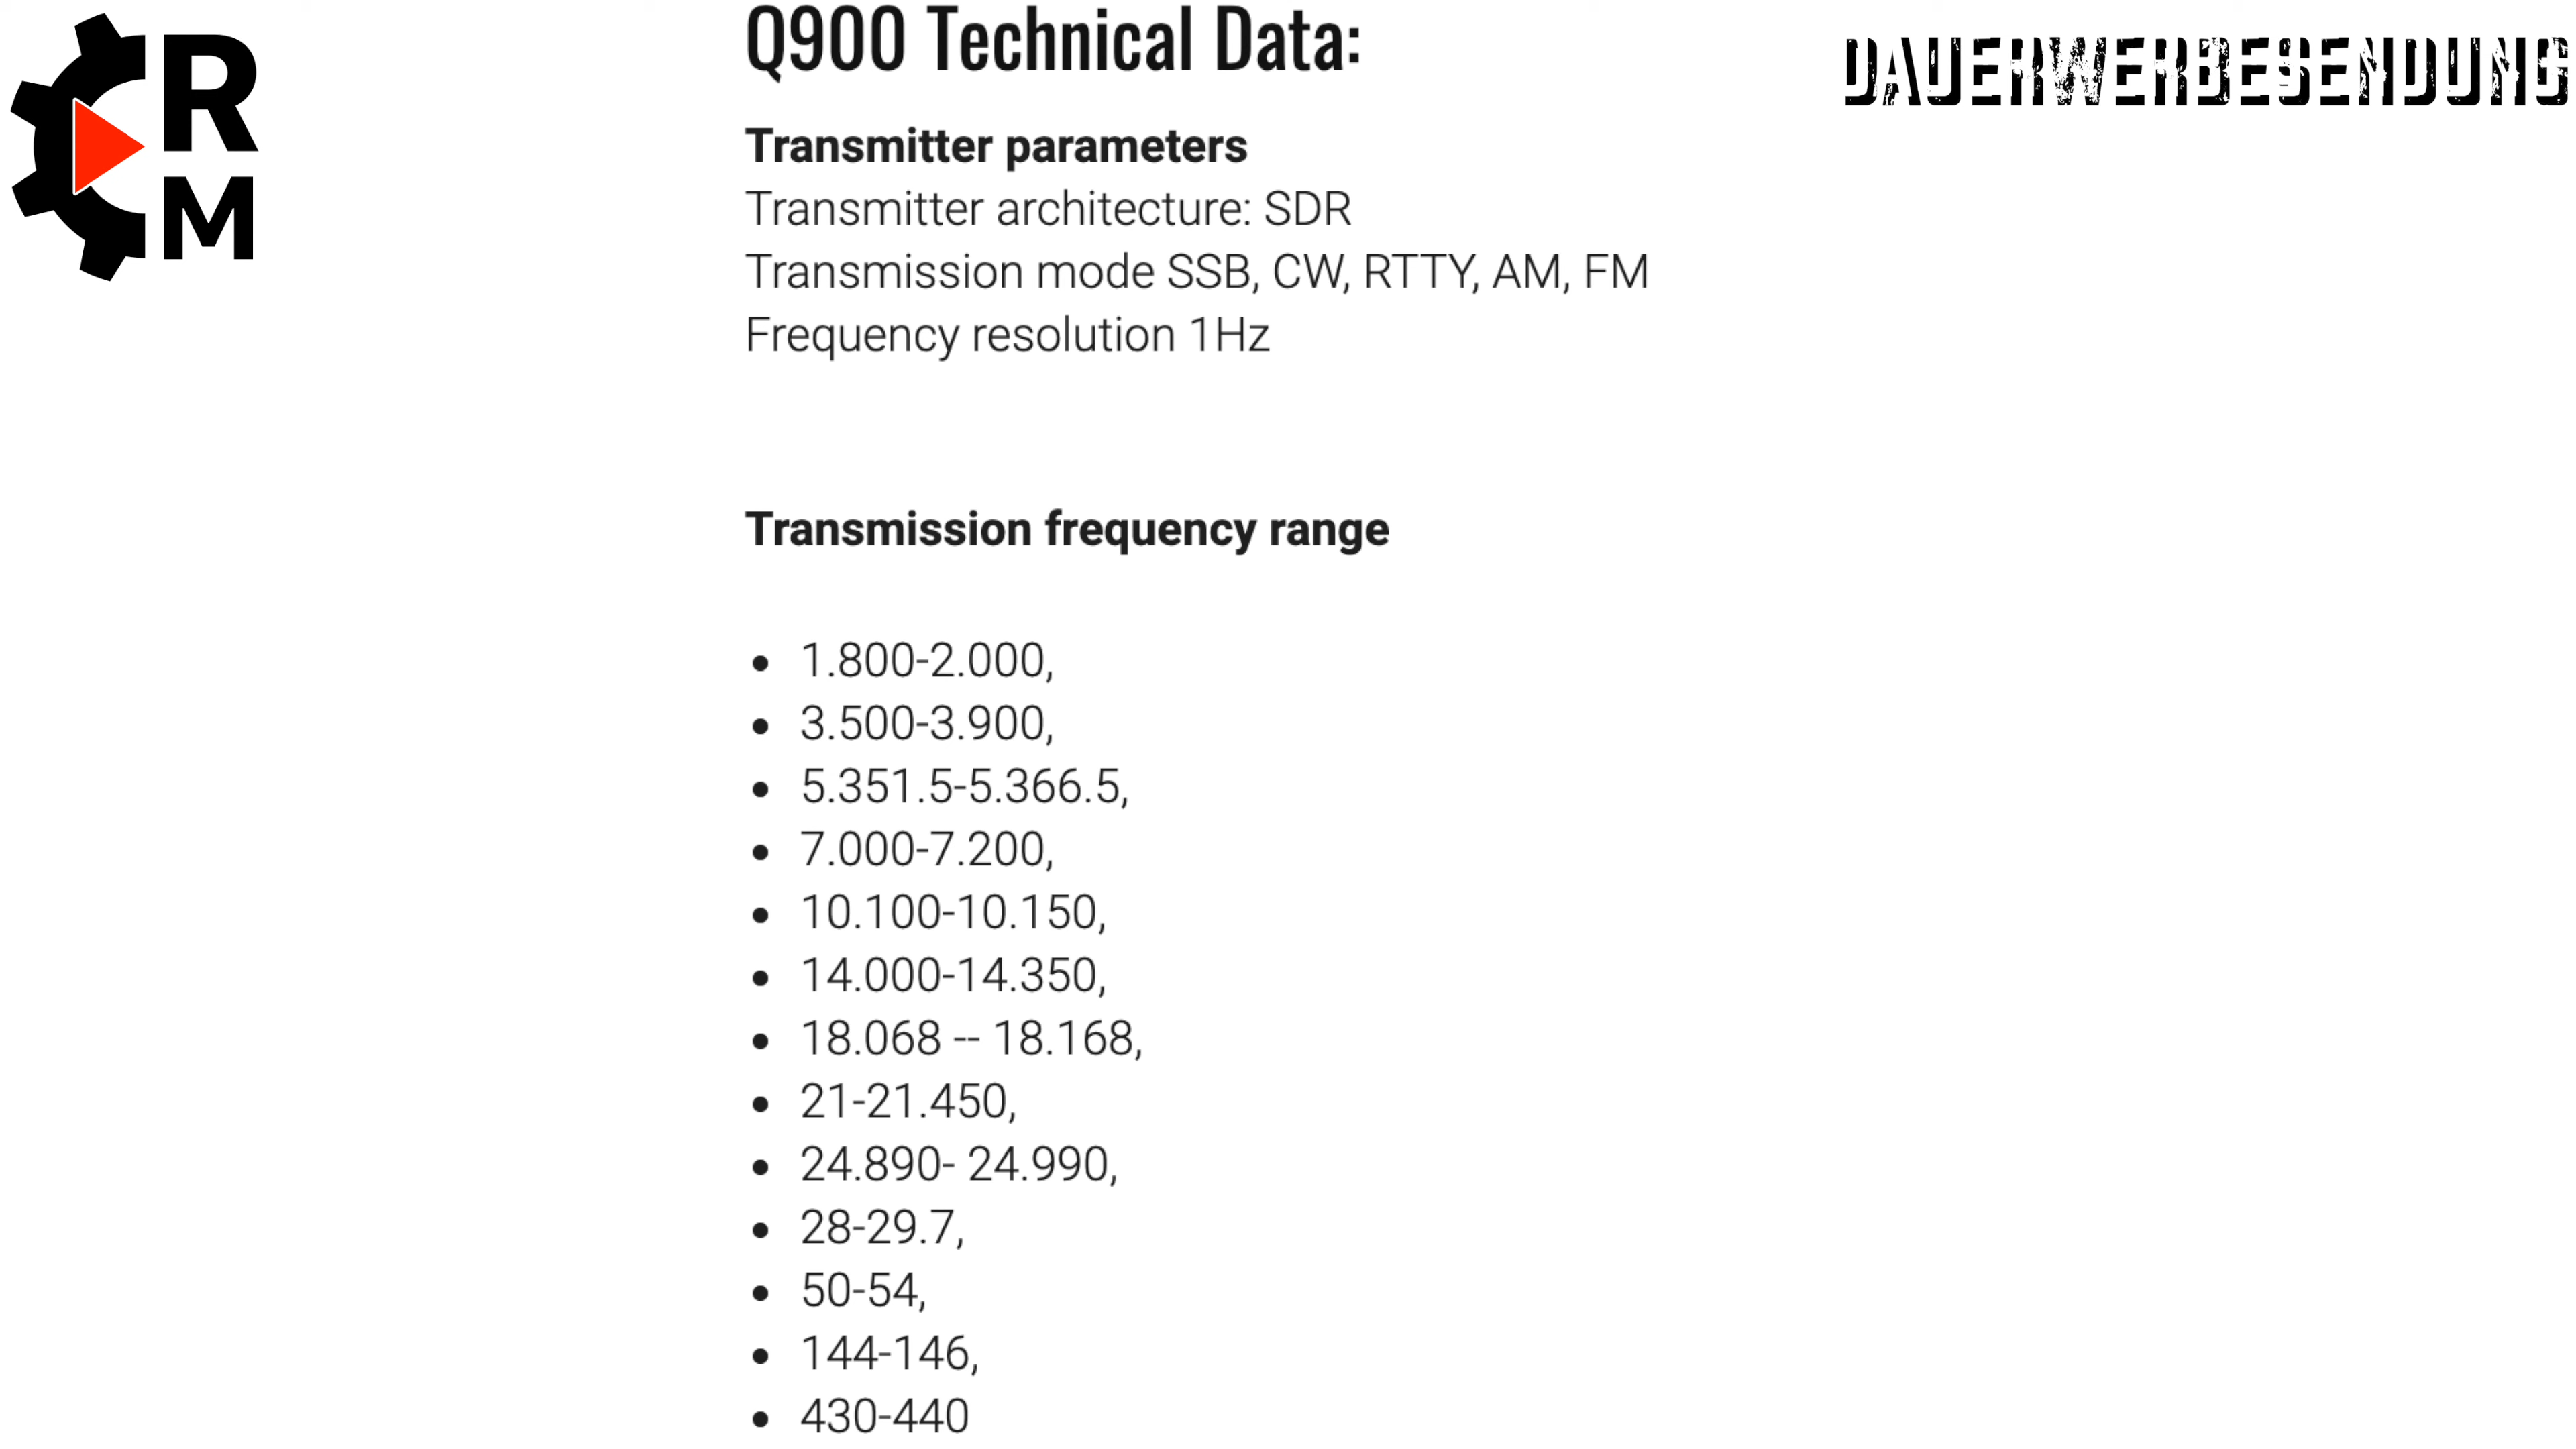 CRM
DAUERWERBESENDUNG
Q900 Technical Data:
Transmitter parameters
Transmitter architecture: SDR
Transmission mode SSB, CW, RTTY, AM, FM
Frequency resolution 1Hz
Transmission frequency range
• 1.800-2.000,
• 3.500-3.900,
• 5.351.5-5.366.5,
• 7.000-7.200,
• 10.100-10.150,
• 14.000-14.350,
• 18.068 -- 18.168,
• 21-21.450,
• 24.890- 24.990,
• 28-29.7,
• 50-54,
• 144-146,
• 430-440